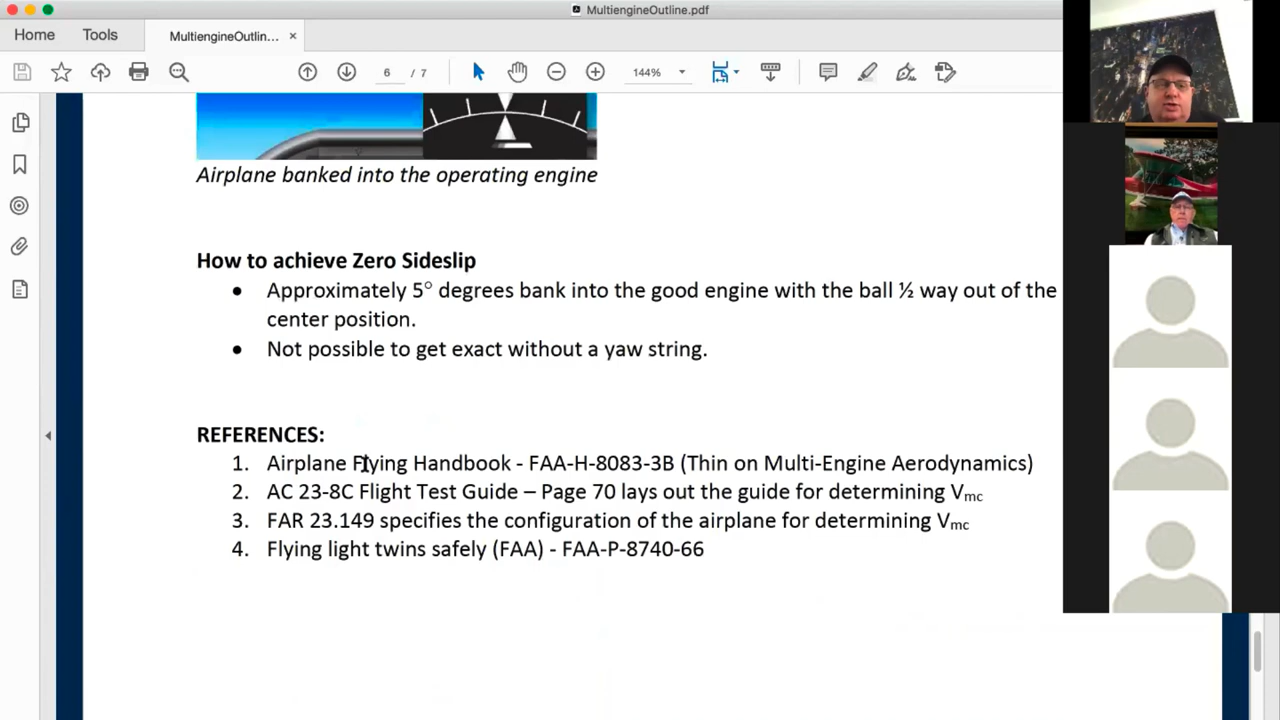 MultiengineOutline.pdf
Home
Tools
MultiengineOutlin...
6 / 7
144%
Airplane banked into the operating engine
How to achieve Zero Sideslip
• Approximately 5° degrees bank into the good engine with the ball ½ way out of the
center position.
• Not possible to get exact without a yaw string.
REFERENCES:
1. Airplane Flying Handbook - FAA-H-8083-3B (Thin on Multi-Engine Aerodynamics)
2. AC 23-8C Flight Test Guide – Page 70 lays out the guide for determining Vmc
3. FAR 23.149 specifies the configuration of the airplane for determining Vmc
4. Flying light twins safely (FAA) - FAA-P-8740-66